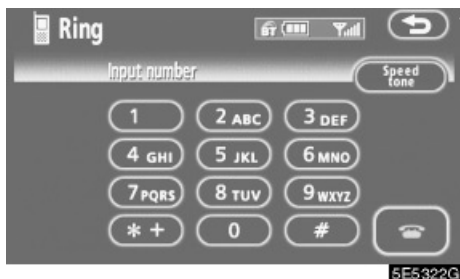 Ring
BT
Input number
Speed tone
1
2 ABC
3 DEF
4 GHI
5 JKL
6 MNO
7 PQRS
8 TUV
9 WXYZ
* +
0
#
5E5322G